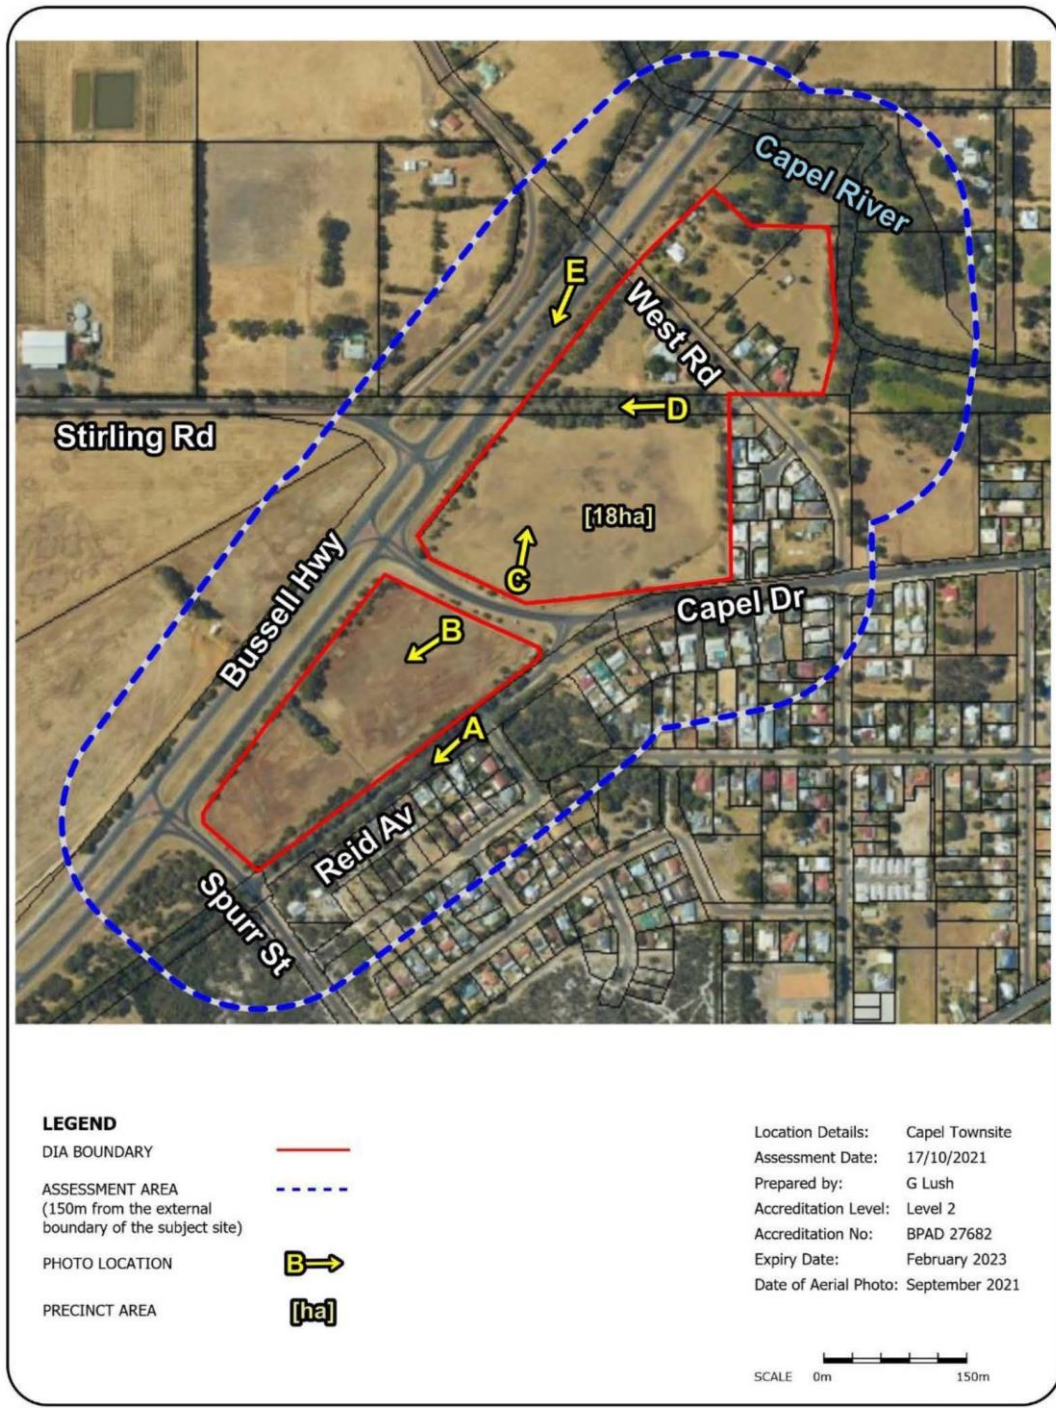 Capel River
E
West Rd
D
Stirling Rd
[18ha]
C
Bussell Hwy
Capel Dr
B
A
Reid Av
Spurr St
LEGEND
DIA BOUNDARY
ASSESSMENT AREA
(150m from the external
boundary of the subject site)
PHOTO LOCATION
B
PRECINCT AREA
[ha]
Location Details: Capel Townsite
Assessment Date: 17/10/2021
Prepared by: G Lush
Accreditation Level: Level 2
Accreditation No: BPAD 27682
Expiry Date: February 2023
Date of Aerial Photo: September 2021
SCALE 0m 150m